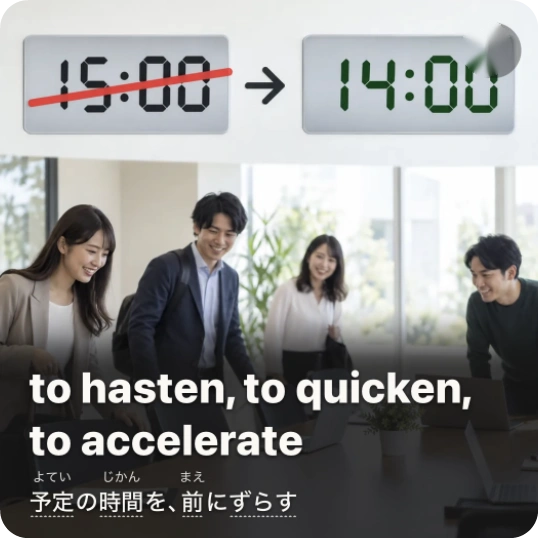 15:00 → 14:00
to hasten, to quicken,
to accelerate
よてい じかん まえ
予定の時間を、前にずらす